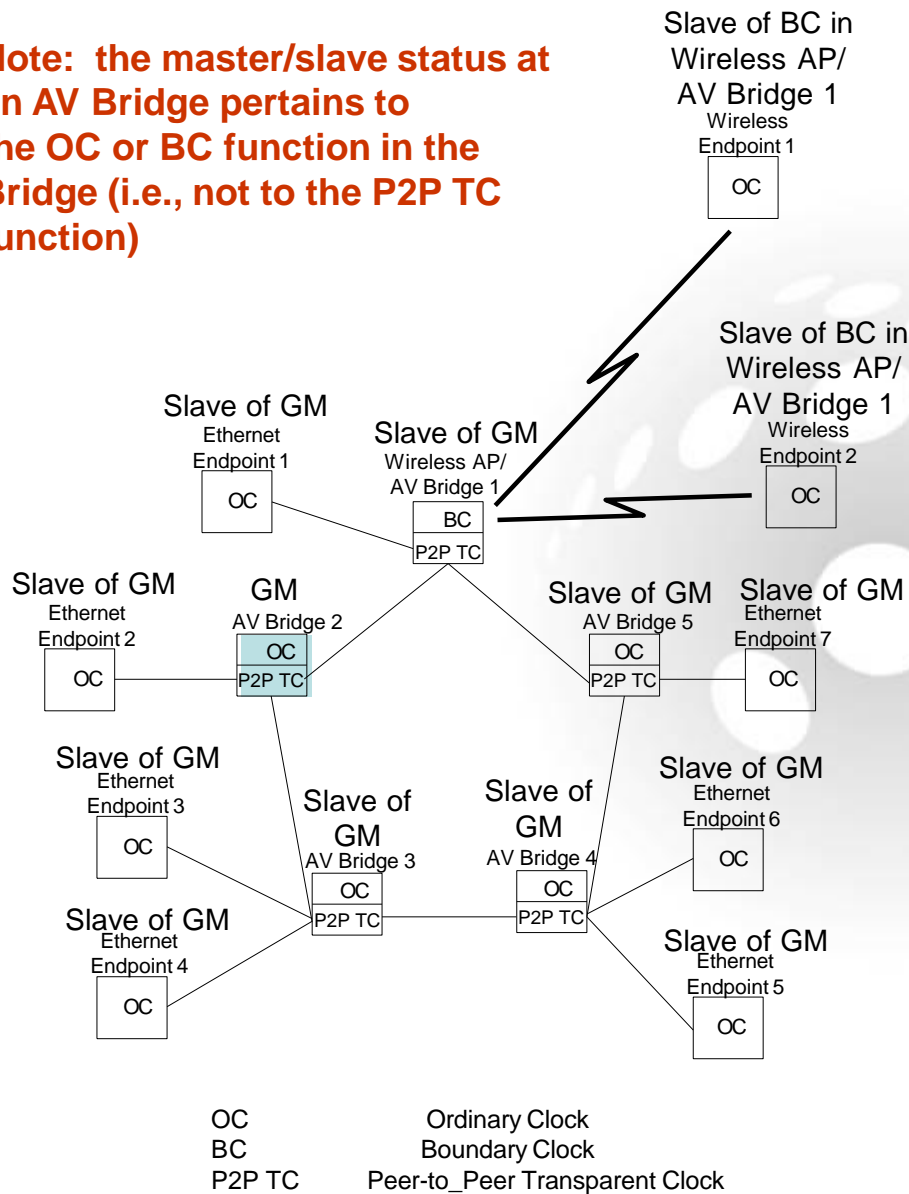 lote: the master/slave status at
n AV Bridge pertains to
he OC or BC function in the
Bridge (i.e., not to the P2P TC
unction)
Slave of BC in
Wireless AP/
AV Bridge 1
Wireless
Endpoint 1
OC
Slave of BC in
Wireless AP/
AV Bridge 1
Wireless
Endpoint 2
OC
Slave of GM
Ethernet
Endpoint 1
OC
Slave of GM
Wireless AP/
AV Bridge 1
BC
P2P TC
Slave of GM
Ethernet
Endpoint 2
OC
GM
AV Bridge 2
OC
P2P TC
Slave of GM
AV Bridge 5
OC
P2P TC
Slave of GM
Ethernet
Endpoint 7
OC
Slave of GM
Ethernet
Endpoint 3
OC
Slave of
GM
AV Bridge 3
OC
P2P TC
Slave of
GM
AV Bridge 4
OC
P2P TC
Slave of GM
Ethernet
Endpoint 6
OC
Slave of GM
Ethernet
Endpoint 4
OC
Slave of GM
Ethernet
Endpoint 5
OC
OC Ordinary Clock
BC Boundary Clock
P2P TC Peer-to_Peer Transparent Clock